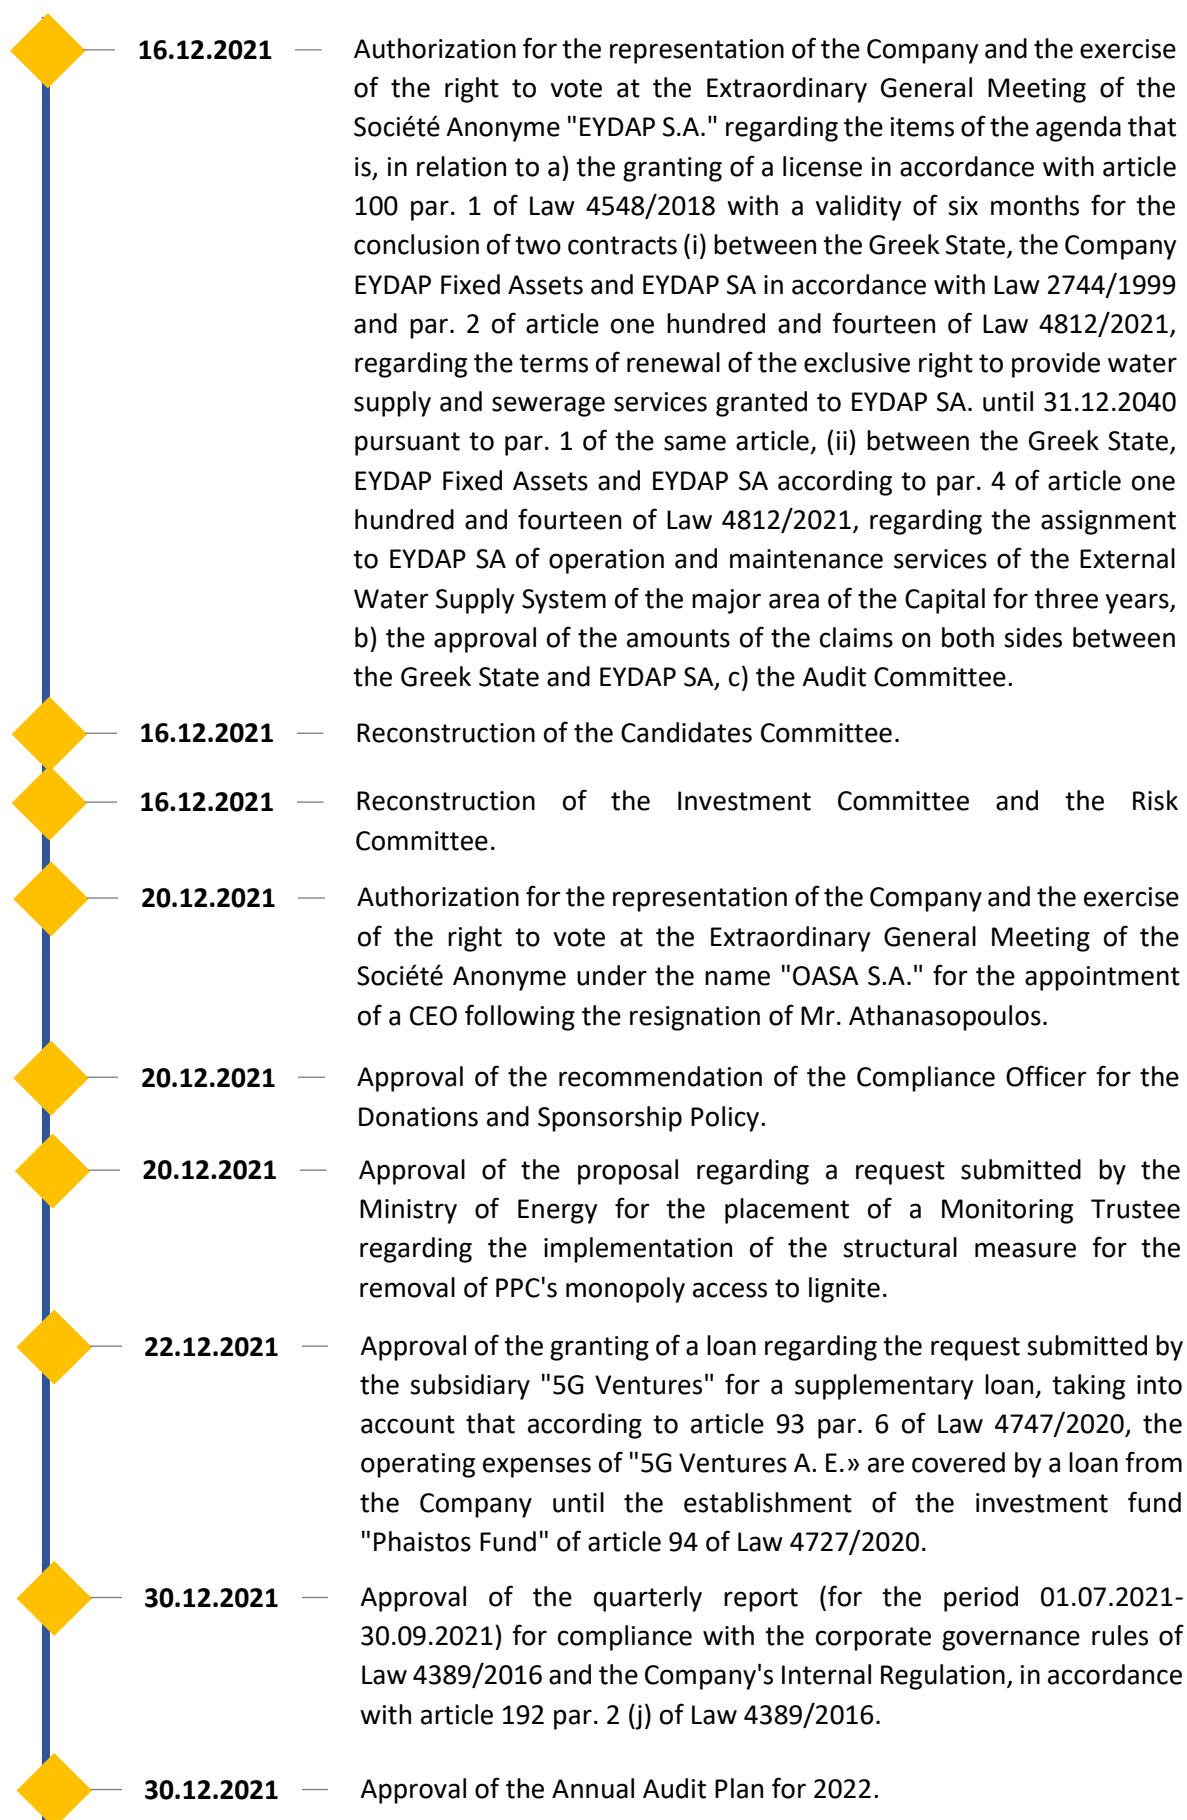 16.12.2021 Authorization for the representation of the Company and the exercise
of the right to vote at the Extraordinary General Meeting of the
Société Anonyme "EYDAP S.A." regarding the items of the agenda that
is, in relation to a) the granting of a license in accordance with article
100 par. 1 of Law 4548/2018 with a validity of six months for the
conclusion of two contracts (i) between the Greek State, the Company
EYDAP Fixed Assets and EYDAP SA in accordance with Law 2744/1999
and par. 2 of article one hundred and fourteen of Law 4812/2021,
regarding the terms of renewal of the exclusive right to provide water
supply and sewerage services granted to EYDAP SA. until 31.12.2040
pursuant to par. 1 of the same article, (ii) between the Greek State,
EYDAP Fixed Assets and EYDAP SA according to par. 4 of article one
hundred and fourteen of Law 4812/2021, regarding the assignment
to EYDAP SA of operation and maintenance services of the External
Water Supply System of the major area of the Capital for three years,
b) the approval of the amounts of the claims on both sides between
the Greek State and EYDAP SA, c) the Audit Committee.
16.12.2021 Reconstruction of the Candidates Committee.
16.12.2021 Reconstruction of the Investment Committee and the Risk
Committee.
20.12.2021 Authorization for the representation of the Company and the exercise
of the right to vote at the Extraordinary General Meeting of the
Société Anonyme under the name "OASA S.A." for the appointment
of a CEO following the resignation of Mr. Athanasopoulos.
20.12.2021 Approval of the recommendation of the Compliance Officer for the
Donations and Sponsorship Policy.
20.12.2021 Approval of the proposal regarding a request submitted by the
Ministry of Energy for the placement of a Monitoring Trustee
regarding the implementation of the structural measure for the
removal of PPC's monopoly access to lignite.
22.12.2021 Approval of the granting of a loan regarding the request submitted by
the subsidiary "5G Ventures" for a supplementary loan, taking into
account that according to article 93 par. 6 of Law 4747/2020, the
operating expenses of "5G Ventures A. E.» are covered by a loan from
the Company until the establishment of the investment fund
"Phaistos Fund" of article 94 of Law 4727/2020.
30.12.2021 Approval of the quarterly report (for the period 01.07.2021-
30.09.2021) for compliance with the corporate governance rules of
Law 4389/2016 and the Company's Internal Regulation, in accordance
with article 192 par. 2 (j) of Law 4389/2016.
30.12.2021 Approval of the Annual Audit Plan for 2022.